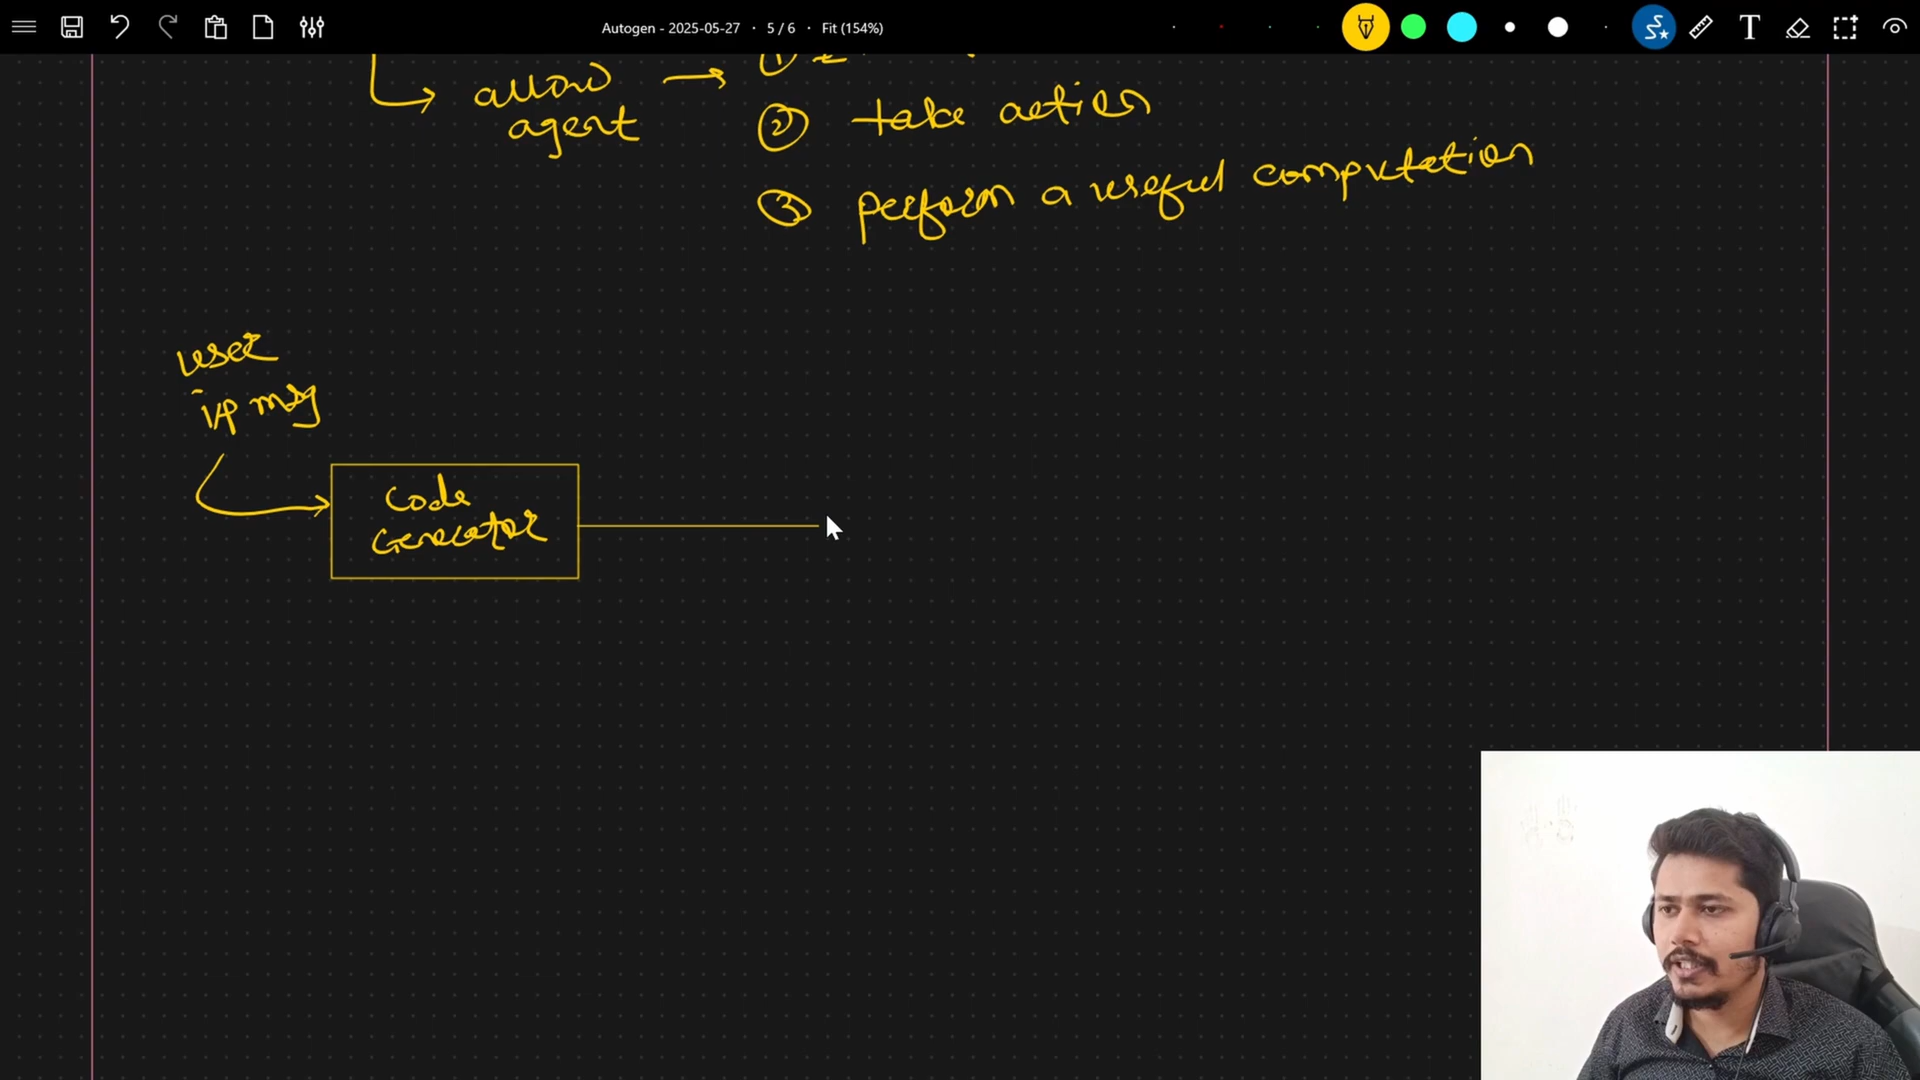 Autogen - 2025-05-27 · 5 / 6 · Fit (154%)
T
allow agent →
② take action
③ perform a useful computation
user
i/p msg
Code
Generator